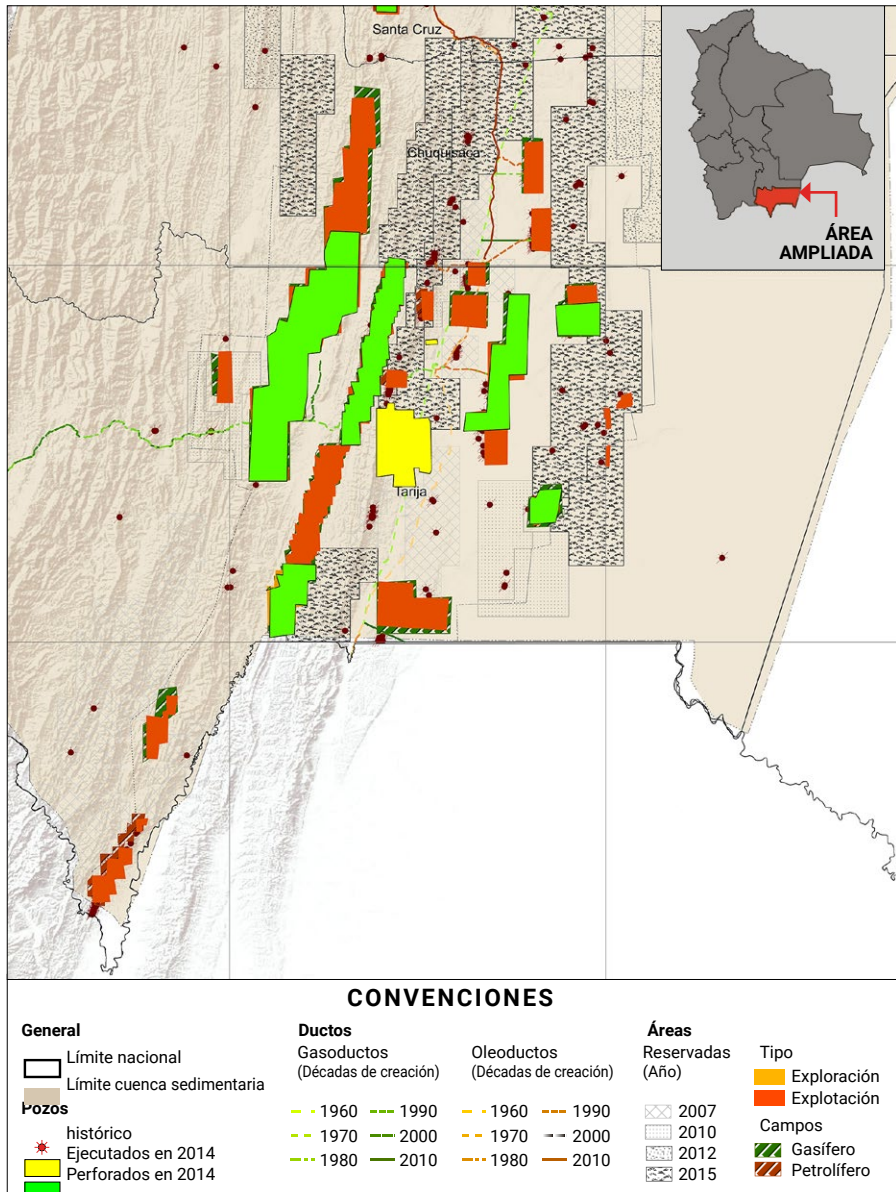 Santa Cruz
Chuquisaca
Tarija
ÁREA
AMPLIADA
CONVENCIONES
General
Límite nacional
Límite cuenca sedimentaria
Pozos
histórico
Ejecutados en 2014
Perforados en 2014
Ductos
Gasoductos
(Décadas de creación)
1960
1970
1980
1990
2000
2010
Oleoductos
(Décadas de creación)
1960
1970
1980
1990
2000
2010
Áreas
Reservadas
(Año)
2007
2010
2012
2015
Tipo
Exploración
Explotación
Campos
Gasífero
Petrolífero